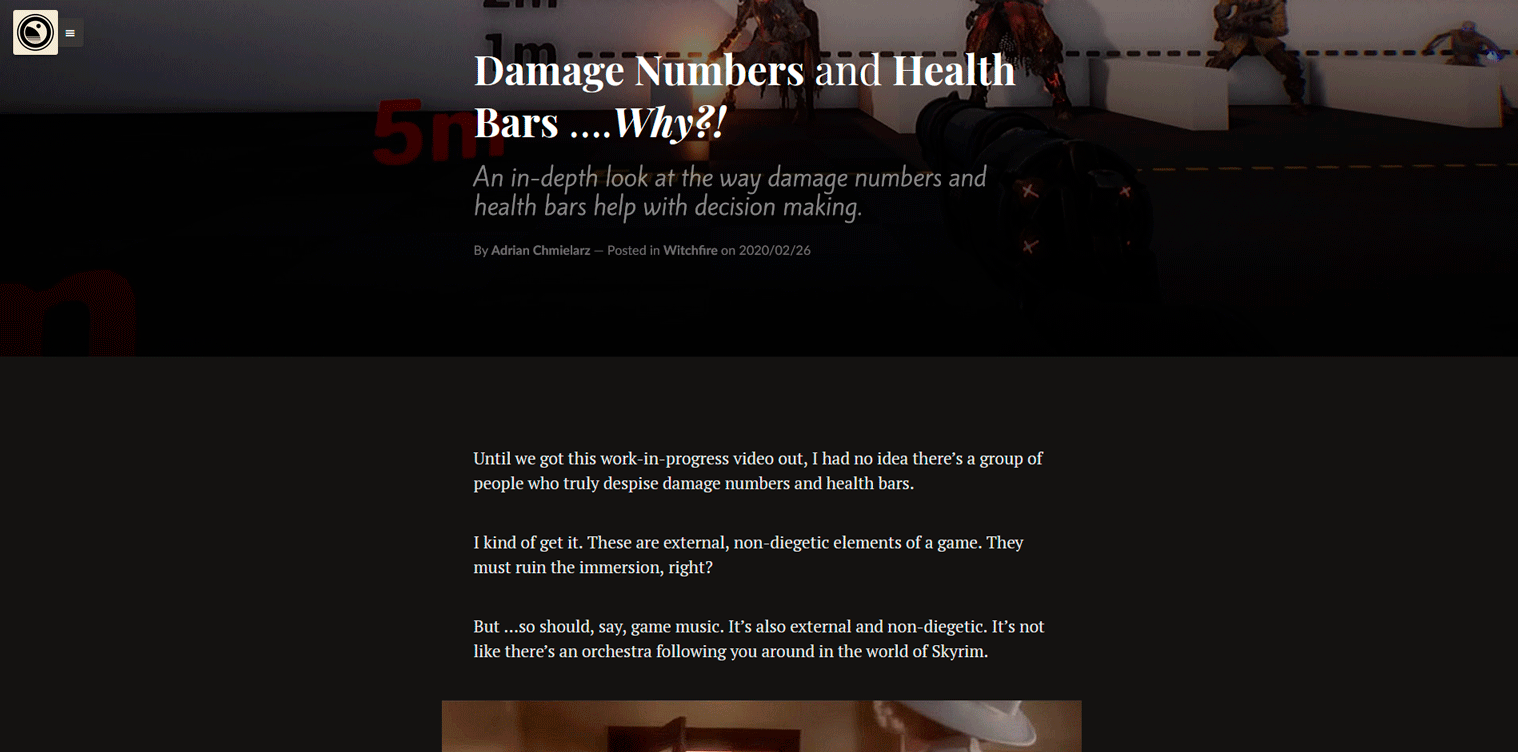 2m
1m
5m
Damage Numbers and Health
Bars ….Why?!
An in-depth look at the way damage numbers and
health bars help with decision making.
By Adrian Chmielarz — Posted in Witchfire on 2020/02/26
Until we got this work-in-progress video out, I had no idea there’s a group of
people who truly despise damage numbers and health bars.
I kind of get it. These are external, non-diegetic elements of a game. They
must ruin the immersion, right?
But …so should, say, game music. It’s also external and non-diegetic. It’s not
like there’s an orchestra following you around in the world of Skyrim.